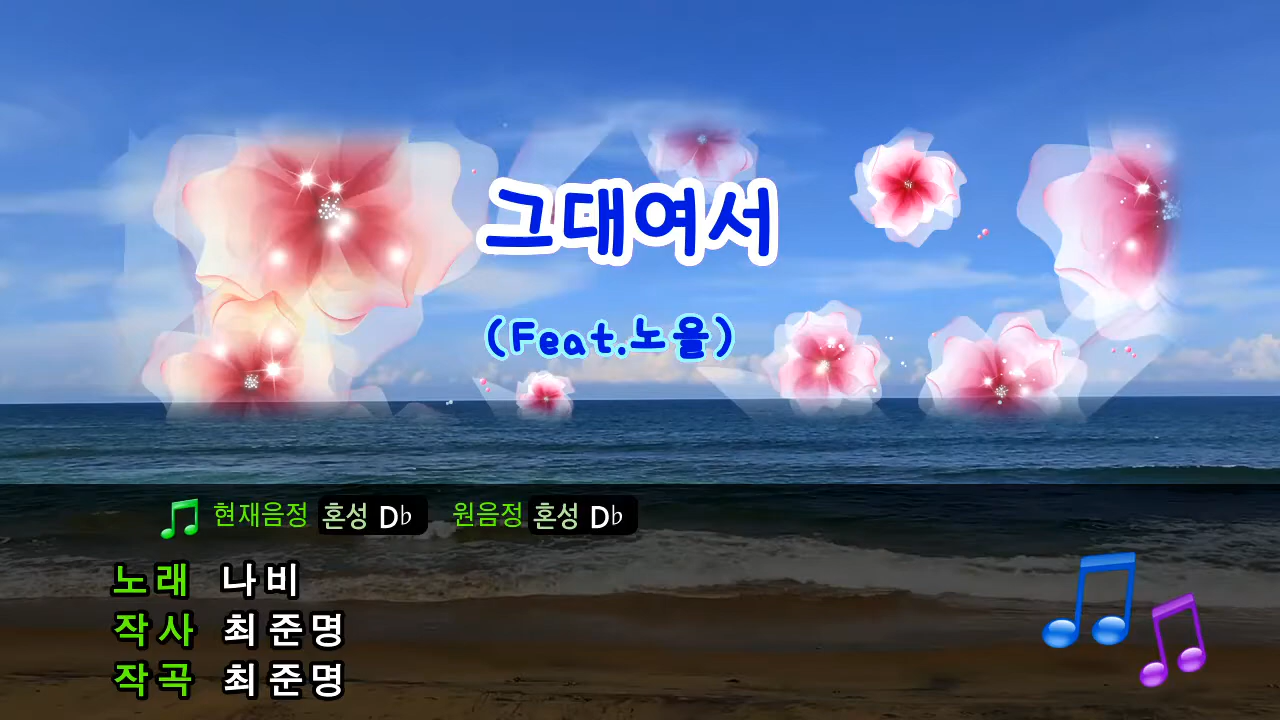 그대여서
(Feat.노을)
현재음정 혼성 D♭ 원음정 혼성 D♭
노래 나비
작사 최준명
작곡 최준명